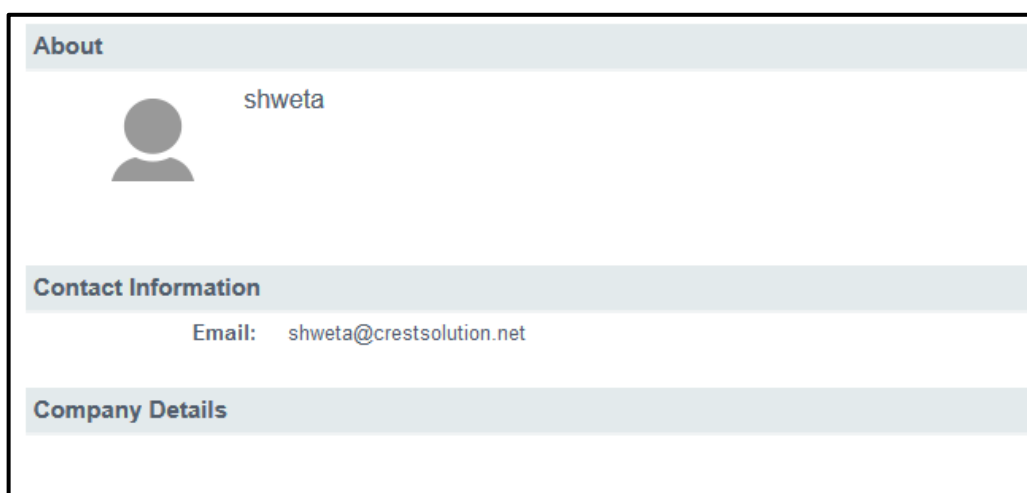 About
shweta
Contact Information
Email: shweta@crestsolution.net
Company Details